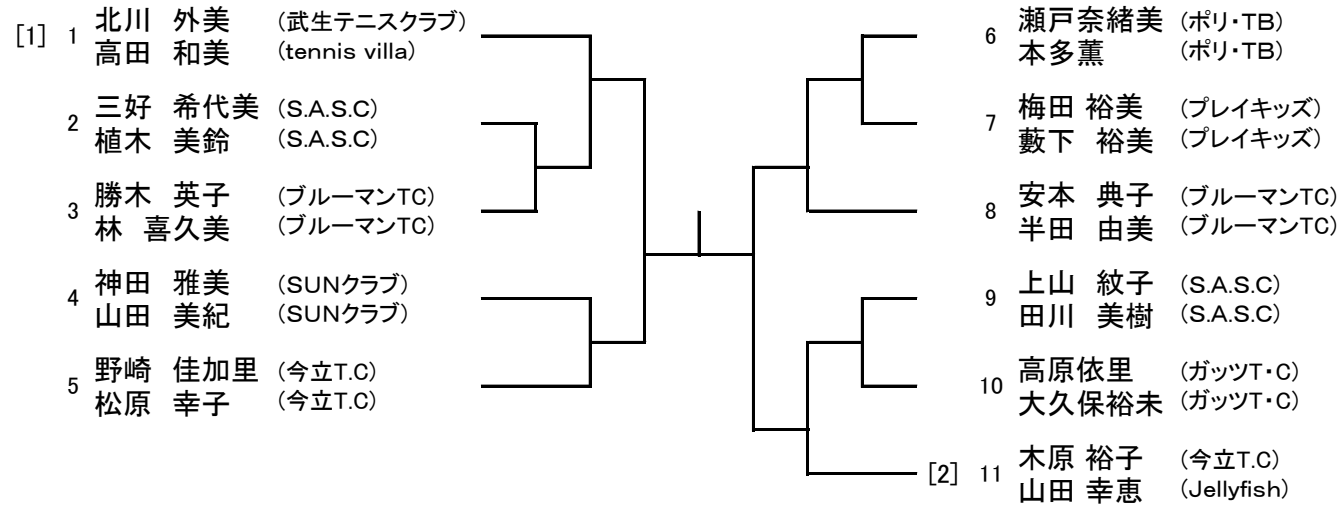 [1] 1 北川 外美 (武生テニスクラブ)
高田 和美 (tennis villa)
2 三好 希代美 (S.A.S.C)
植木 美鈴 (S.A.S.C)
3 勝木 英子 (ブルーマンTC)
林 喜久美 (ブルーマンTC)
4 神田 雅美 (SUNクラブ)
山田 美紀 (SUNクラブ)
5 野崎 佳加里 (今立T.C)
松原 幸子 (今立T.C)
6 瀬戸奈緒美 (ポリ・TB)
本多薫 (ポリ・TB)
7 梅田 裕美 (プレイキッズ)
藪下 裕美 (プレイキッズ)
8 安本 典子 (ブルーマンTC)
半田 由美 (ブルーマンTC)
9 上山 紋子 (S.A.S.C)
田川 美樹 (S.A.S.C)
10 高原依里 (ガッツT・C)
大久保裕未 (ガッツT・C)
[2] 11 木原 裕子 (今立T.C)
山田 幸恵 (Jellyfish)